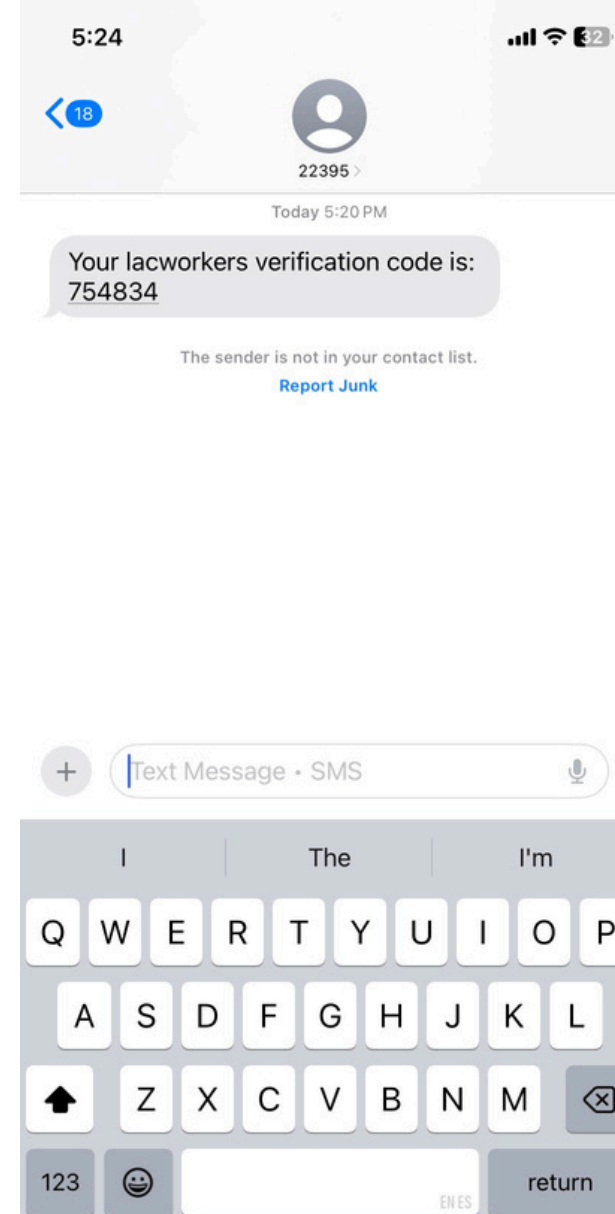 5:24
32
18
22395
Today 5:20 PM
Your lacworkers verification code is:
754834
The sender is not in your contact list.
Report Junk
Text Message • SMS
I The I'm
Q W E R T Y U I O P
A S D F G H J K L
Z X C V B N M
123 EN ES return